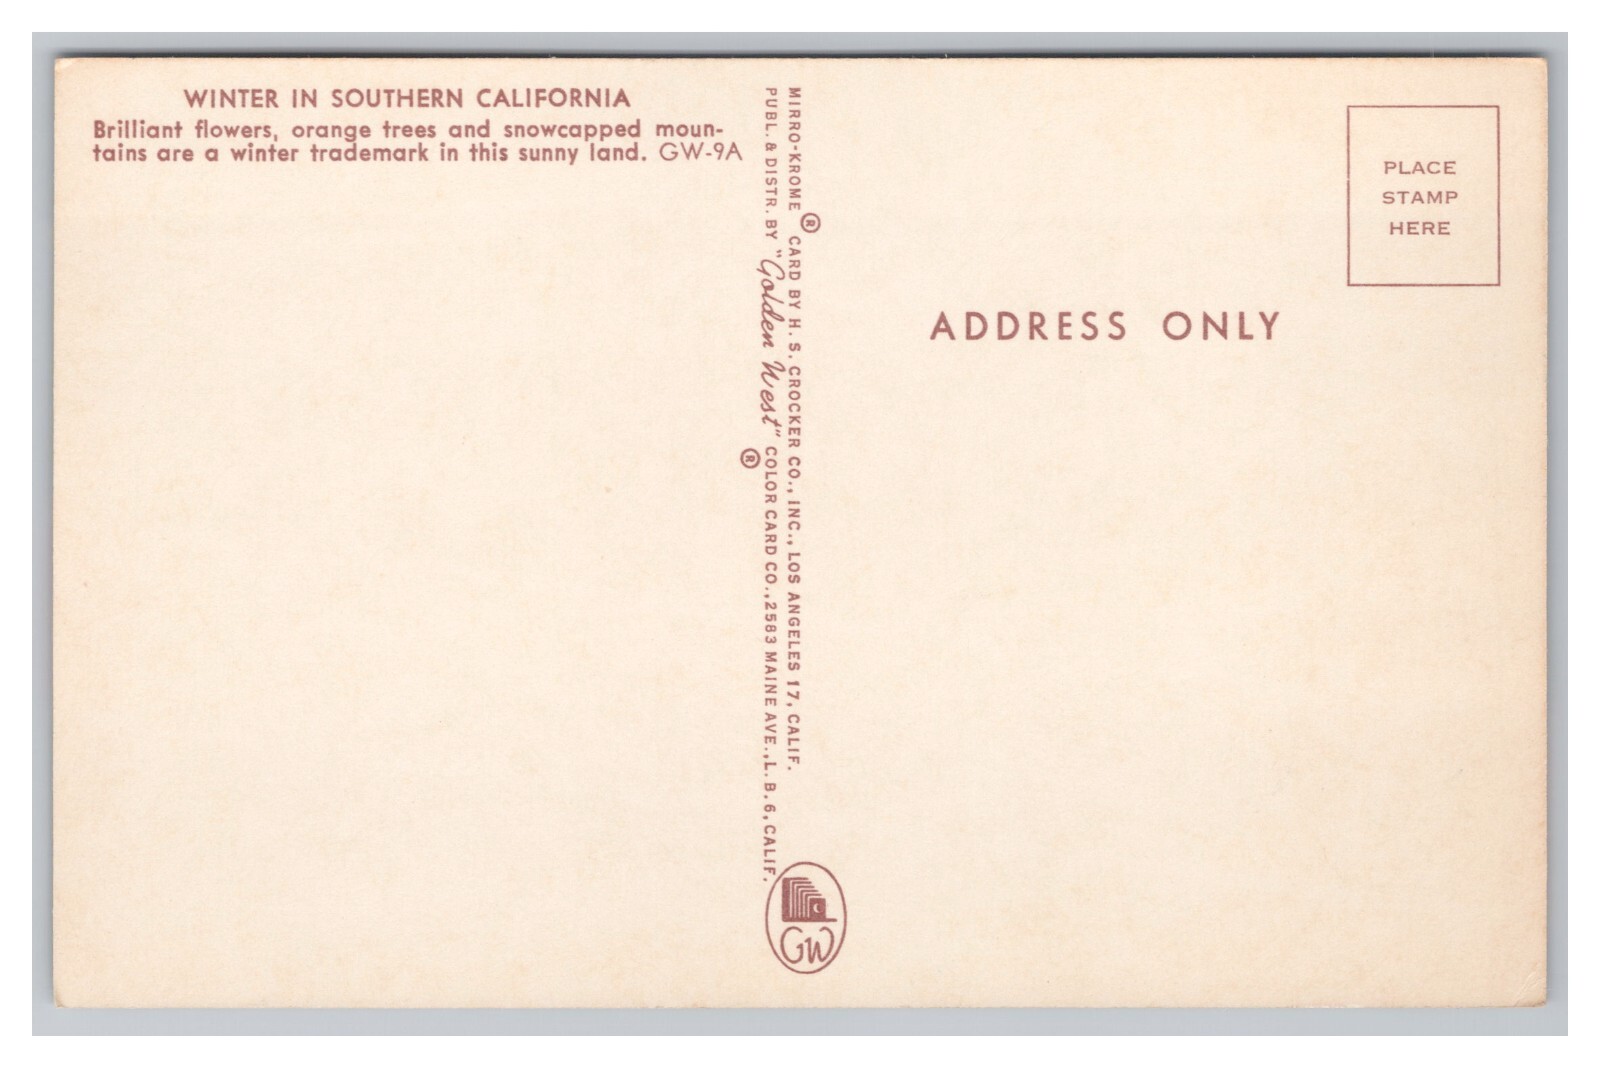 WINTER IN SOUTHERN CALIFORNIA
Brilliant flowers, orange trees and snowcapped moun-
tains are a winter trademark in this sunny land. GW-9A
MIRRO-KROME ® CARD BY H. S. CROCKER CO., INC., LOS ANGELES 17, CALIF.
PUBL. & DISTR. BY "Golden West" ® COLOR CARD CO., 2583 MAINE AVE., L. B. 6, CALIF.
GW
PLACE
STAMP
HERE
ADDRESS ONLY